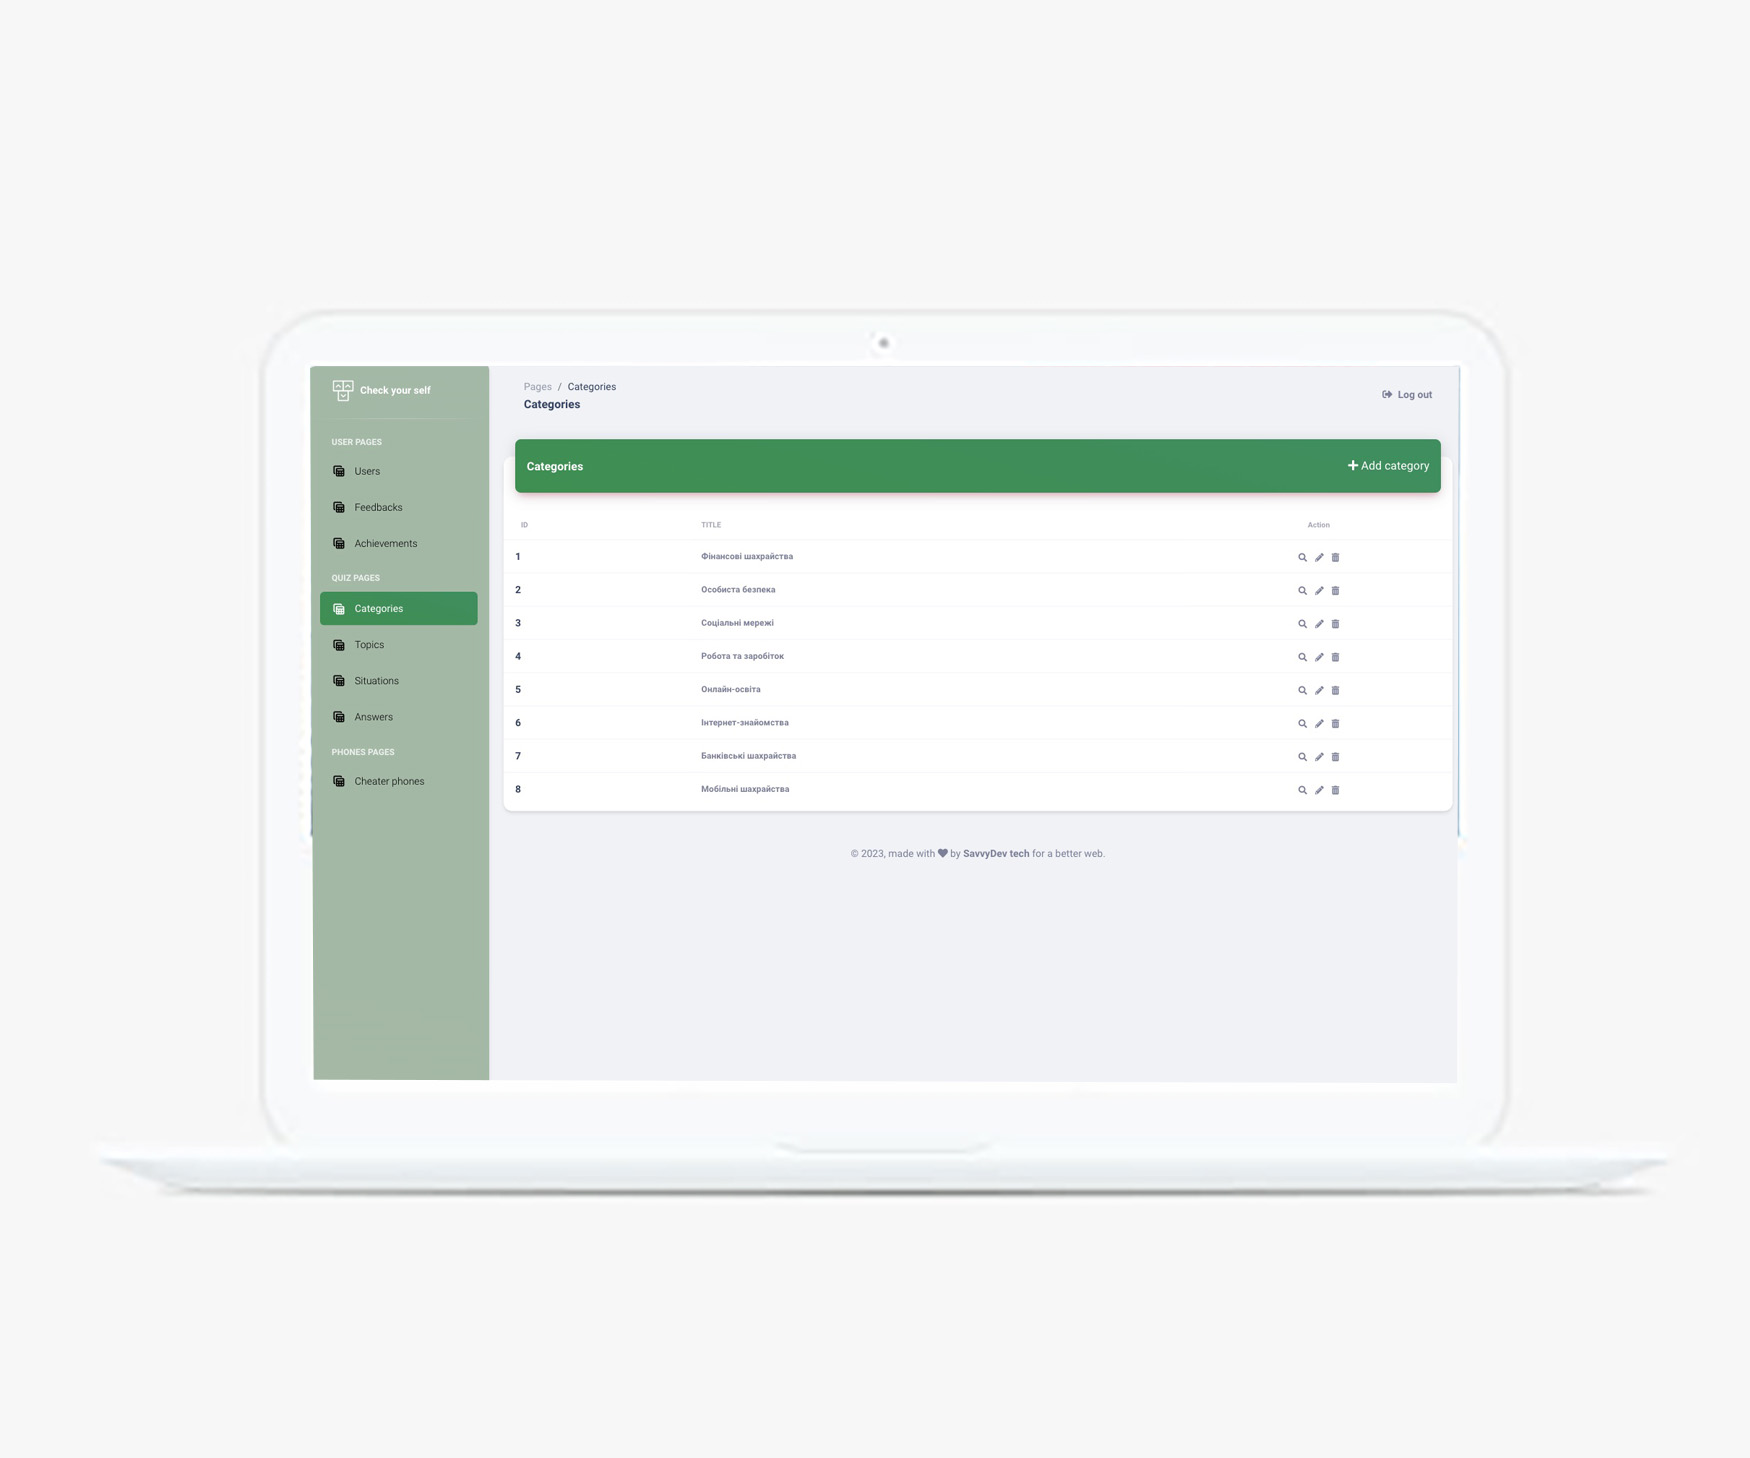 Check your self
USER PAGES
Users
Feedbacks
Achievements
QUIZ PAGES
Categories
Topics
Situations
Answers
PHONES PAGES
Cheater phones
Pages / Categories
Categories
Log out
Categories
Add category
ID TITLE Action
1 Фінансові шахрайства
2 Особиста безпека
3 Соціальні мережі
4 Робота та заробіток
5 Онлайн-освіта
6 Інтернет-знайомства
7 Банківські шахрайства
8 Мобільні шахрайства
© 2023, made with ♥ by SavvyDev tech for a better web.